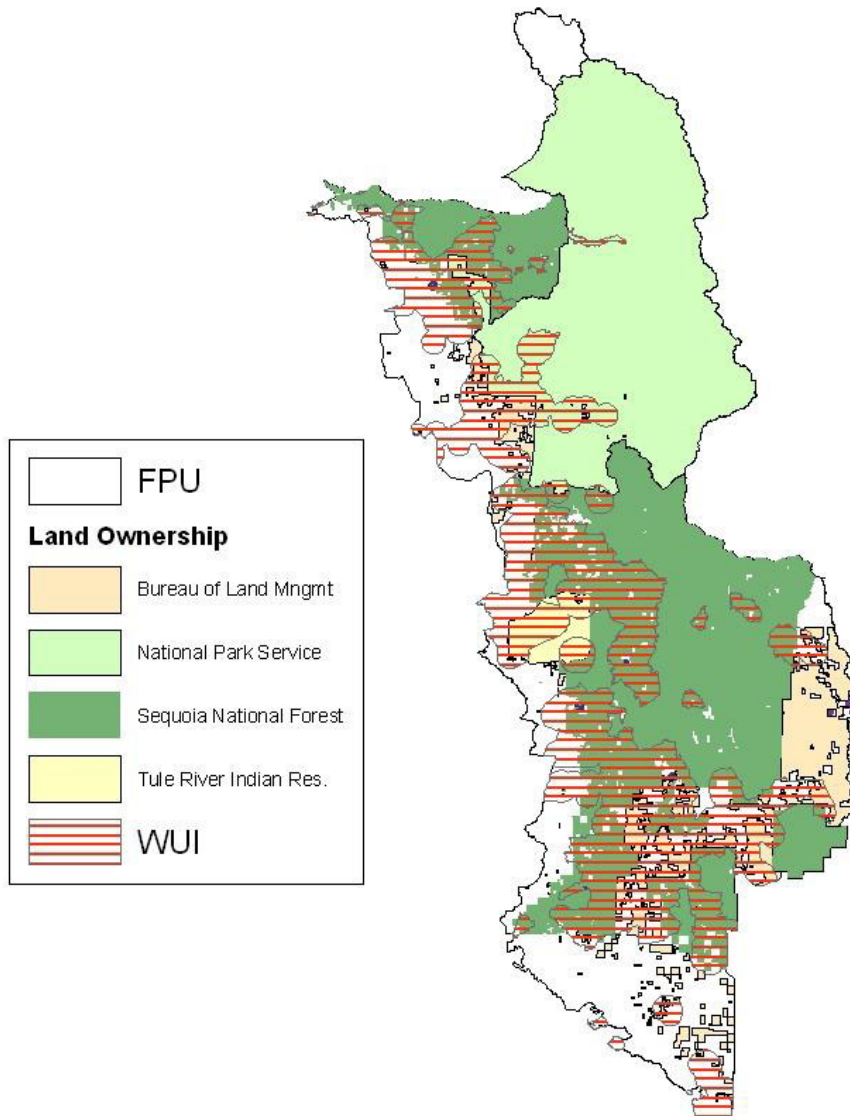 FPU
Land Ownership
Bureau of Land Mngmt
National Park Service
Sequoia National Forest
Tule River Indian Res.
WUI